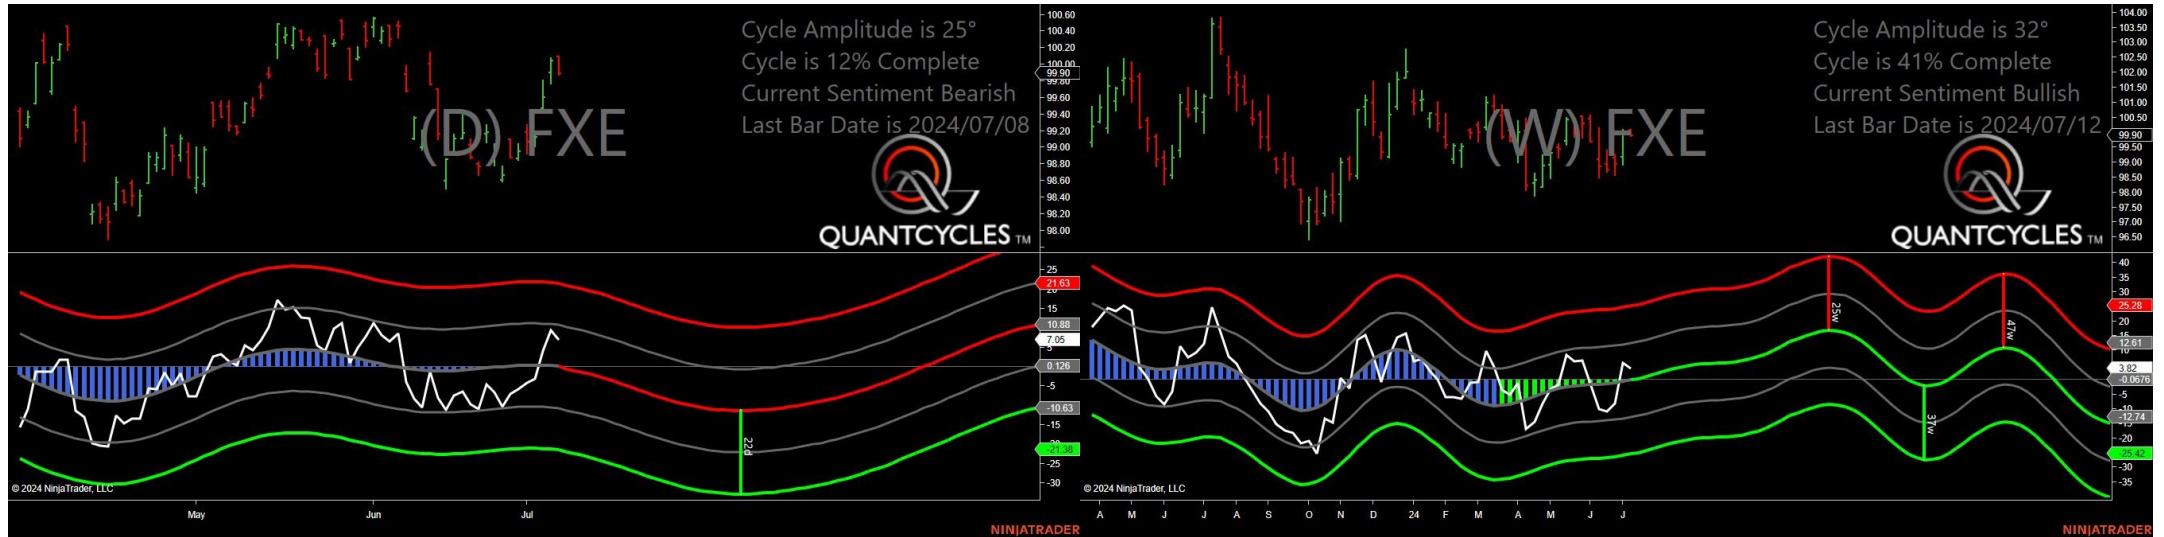 Cycle Amplitude is 25°
Cycle is 12% Complete
Current Sentiment Bearish
Last Bar Date is 2024/07/08
(D) FXE
QUANTCYCLES TM
100.60
100.40
100.20
100.00
99.90
99.80
99.60
99.40
99.20
99.00
98.80
98.60
98.40
98.20
98.00
25
21.63
15
10.88
7.05
0.126
-5
-10.63
-15
-21.38
-25
-30
22d
© 2024 NinjaTrader, LLC
May Jun Jul
NINJATRADER
Cycle Amplitude is 32°
Cycle is 41% Complete
Current Sentiment Bullish
Last Bar Date is 2024/07/12
(W) FXE
QUANTCYCLES TM
104.00
103.50
103.00
102.50
102.00
101.50
101.00
100.50
99.90
99.50
99.00
98.50
98.00
97.50
97.00
96.50
40
35
30
25.28
20
15
12.61
10
3.82
-0.0676
-5
-10
-12.74
-15
-20
-25.42
-30
-35
25w
47w
37w
© 2024 NinjaTrader, LLC
A M J J A S O N D 24 F M A M J J
NINJATRADER